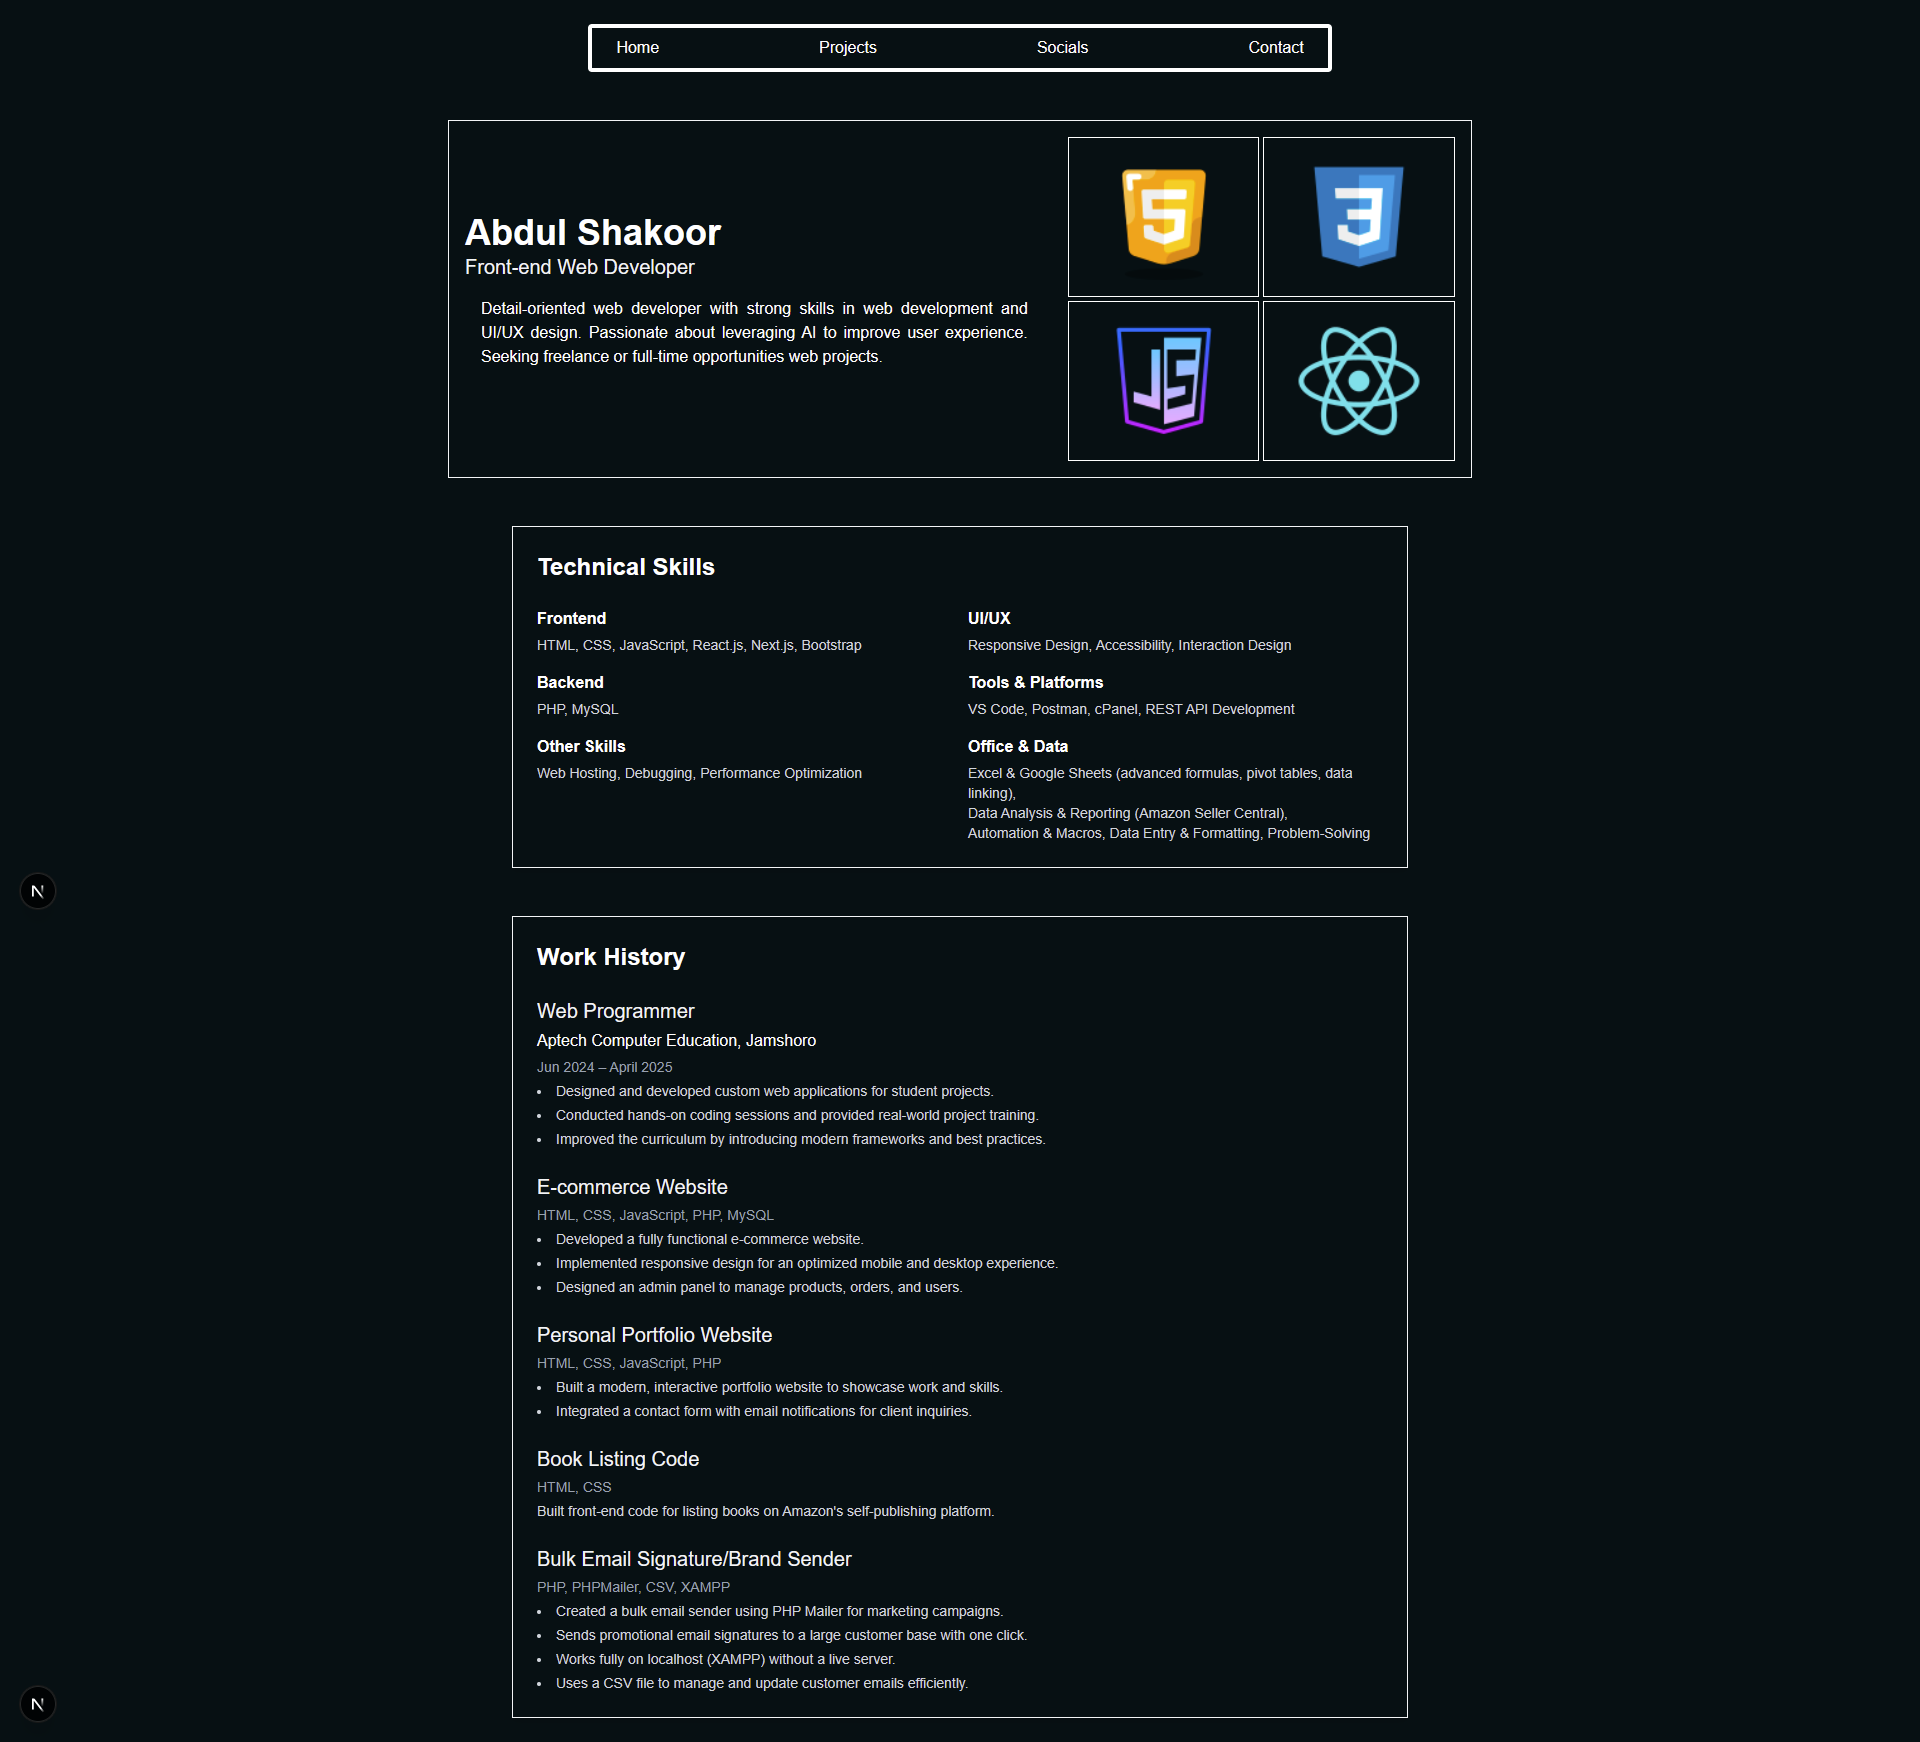 Home Projects Socials Contact
Abdul Shakoor
Front-end Web Developer
Detail-oriented web developer with strong skills in web development and
UI/UX design. Passionate about leveraging AI to improve user experience.
Seeking freelance or full-time opportunities web projects.
5
3
JS
Technical Skills
Frontend
HTML, CSS, JavaScript, React.js, Next.js, Bootstrap
UI/UX
Responsive Design, Accessibility, Interaction Design
Backend
PHP, MySQL
Tools & Platforms
VS Code, Postman, cPanel, REST API Development
Other Skills
Web Hosting, Debugging, Performance Optimization
Office & Data
Excel & Google Sheets (advanced formulas, pivot tables, data
linking),
Data Analysis & Reporting (Amazon Seller Central),
Automation & Macros, Data Entry & Formatting, Problem-Solving
N
Work History
Web Programmer
Aptech Computer Education, Jamshoro
Jun 2024 – April 2025
• Designed and developed custom web applications for student projects.
• Conducted hands-on coding sessions and provided real-world project training.
• Improved the curriculum by introducing modern frameworks and best practices.
E-commerce Website
HTML, CSS, JavaScript, PHP, MySQL
• Developed a fully functional e-commerce website.
• Implemented responsive design for an optimized mobile and desktop experience.
• Designed an admin panel to manage products, orders, and users.
Personal Portfolio Website
HTML, CSS, JavaScript, PHP
• Built a modern, interactive portfolio website to showcase work and skills.
• Integrated a contact form with email notifications for client inquiries.
Book Listing Code
HTML, CSS
Built front-end code for listing books on Amazon's self-publishing platform.
Bulk Email Signature/Brand Sender
PHP, PHPMailer, CSV, XAMPP
• Created a bulk email sender using PHP Mailer for marketing campaigns.
• Sends promotional email signatures to a large customer base with one click.
• Works fully on localhost (XAMPP) without a live server.
• Uses a CSV file to manage and update customer emails efficiently.
N